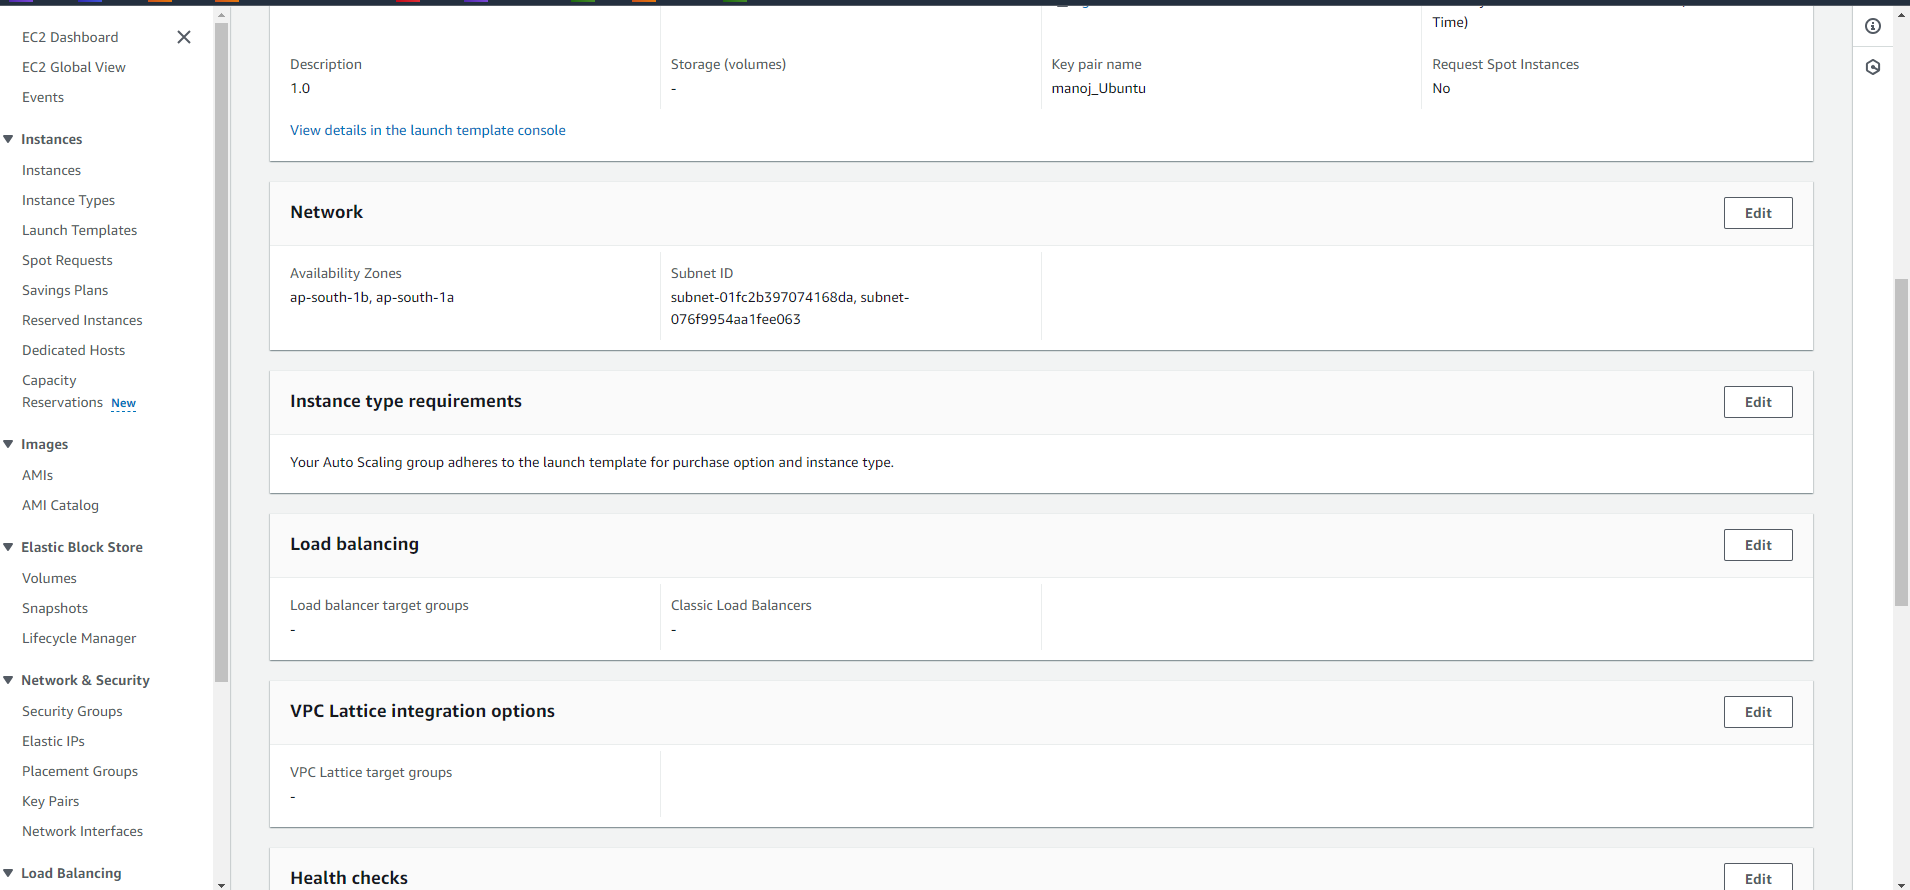 EC2 Dashboard
EC2 Global View
Events
Instances
Instances
Instance Types
Launch Templates
Spot Requests
Savings Plans
Reserved Instances
Dedicated Hosts
Capacity
Reservations New
Images
AMIs
AMI Catalog
Elastic Block Store
Volumes
Snapshots
Lifecycle Manager
Network & Security
Security Groups
Elastic IPs
Placement Groups
Key Pairs
Network Interfaces
Load Balancing
Time)
Description
1.0
Storage (volumes)
-
Key pair name
manoj_Ubuntu
Request Spot Instances
No
View details in the launch template console
Network
Edit
Availability Zones
ap-south-1b, ap-south-1a
Subnet ID
subnet-01fc2b397074168da, subnet-
076f9954aa1fee063
Instance type requirements
Edit
Your Auto Scaling group adheres to the launch template for purchase option and instance type.
Load balancing
Edit
Load balancer target groups
-
Classic Load Balancers
-
VPC Lattice integration options
Edit
VPC Lattice target groups
-
Health checks
Edit